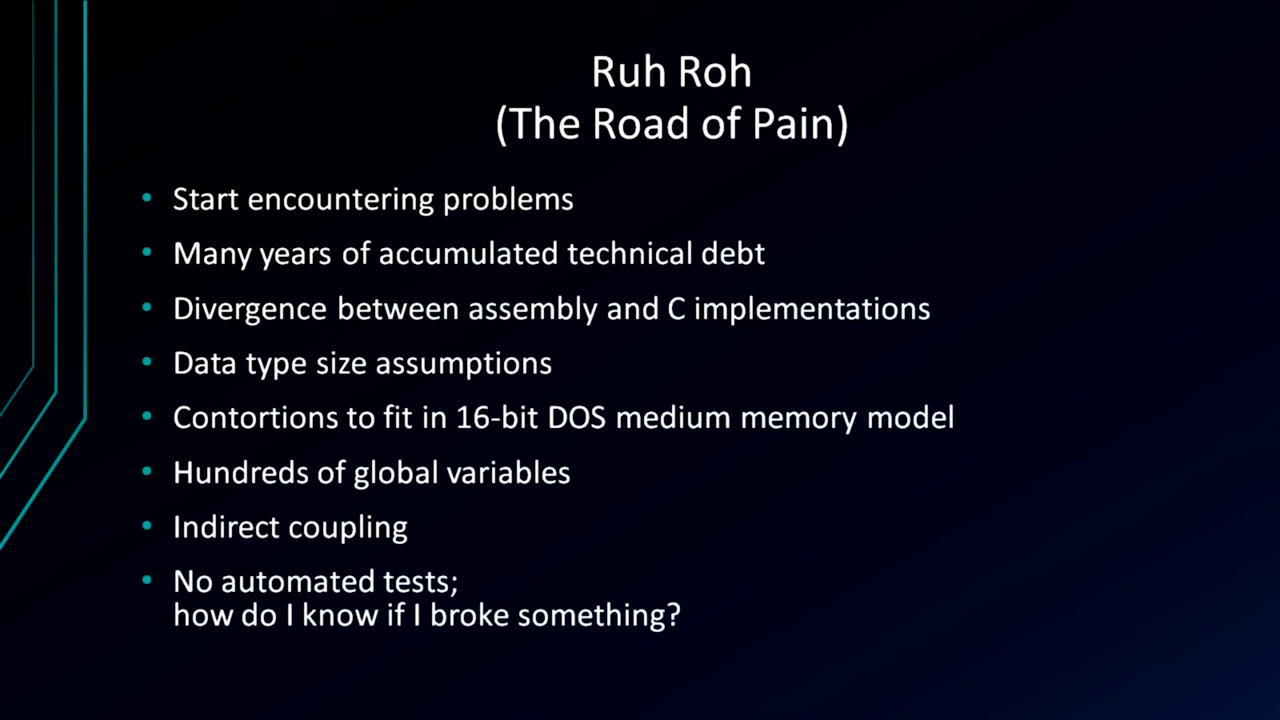 Ruh Roh
(The Road of Pain)
• Start encountering problems
• Many years of accumulated technical debt
• Divergence between assembly and C implementations
• Data type size assumptions
• Contortions to fit in 16-bit DOS medium memory model
• Hundreds of global variables
• Indirect coupling
• No automated tests;
how do I know if I broke something?